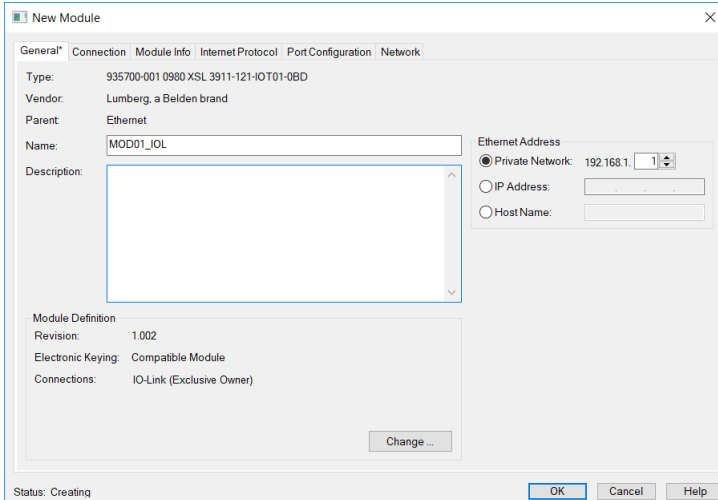 New Module
General* Connection Module Info Internet Protocol Port Configuration Network
Type: 935700-001 0980 XSL 3911-121-IOT01-0BD
Vendor: Lumberg, a Belden brand
Parent: Ethernet
Name: MOD01_IOL
Description:
Ethernet Address
Private Network: 192.168.1. 1
IP Address: . . .
Host Name:
Module Definition
Revision: 1.002
Electronic Keying: Compatible Module
Connections: IO-Link (Exclusive Owner)
Change ...
Status: Creating
OK Cancel Help